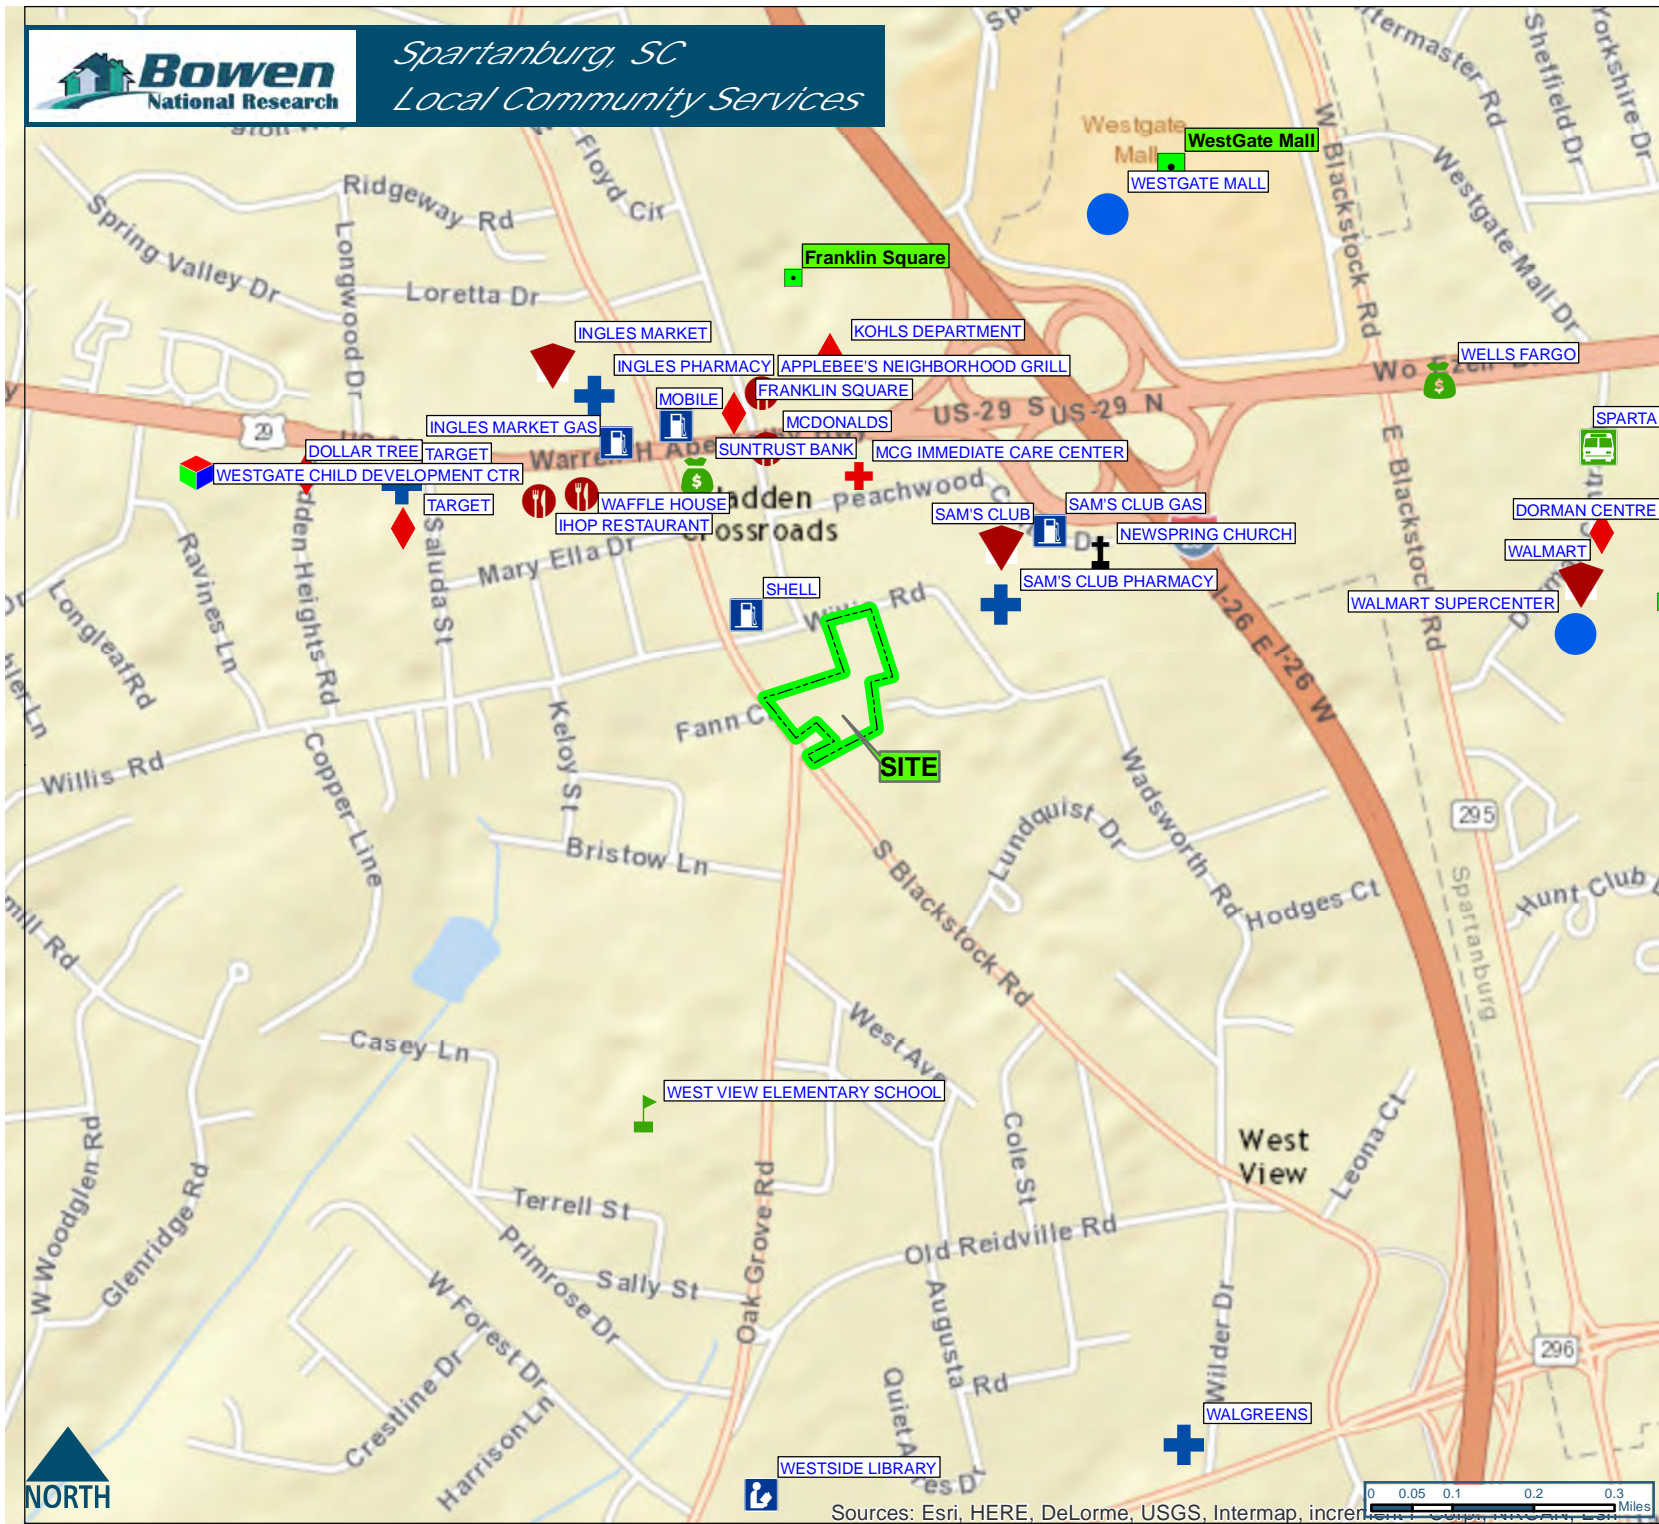 Bowen
National Research
Spartanburg, SC
Local Community Services
Floyd Cir
Ridgeway Rd
Spring Valley Dr
Longwood Dr
Loretta Dr
Westgate
Mall
WestGate Mall
WESTGATE MALL
W Blackstock Rd
Sheffield Dr
Yorkshire Dr
Westgate Mall Dr
Franklin Square
INGLES MARKET
KOHLS DEPARTMENT
INGLES PHARMACY
APPLEBEE'S NEIGHBORHOOD GRILL
WELLS FARGO
FRANKLIN SQUARE
MOBILE
US-29 S
US-29 N
MCDONALDS
29
INGLES MARKET GAS
SPARTA
DOLLAR TREE
TARGET
SUNTRUST BANK
MCG IMMEDIATE CARE CENTER
WESTGATE CHILD DEVELOPMENT CTR
TARGET
WAFFLE HOUSE
IHOP RESTAURANT
Peachwood
SAM'S CLUB
SAM'S CLUB GAS
NEWSPRING CHURCH
DORMAN CENTRE
WALMART
E Blackstock Rd
Mary Ella Dr
SHELL
SAM'S CLUB PHARMACY
WALMART SUPERCENTER
Ravines Ln
Longleaf Rd
Saluda St
I-26 E
I-26 W
Fann
SITE
Willis Rd
Copper Line
Keloy St
Bristow Ln
Lundquist Dr
Wadsworth Rd
295
Spartanburg
S Blackstock Rd
Hodges Ct
Hunt Club
mill Rd
Casey Ln
West Ave
WEST VIEW ELEMENTARY SCHOOL
Cole St
West
View
Leona Ct
W Woodglen Rd
Glenridge Rd
Terrell St
Primrose Dr
Sally St
Oak Grove Rd
Old Reidville Rd
W Forest Dr
Augusta Rd
Wilder Dr
296
Crestline Dr
Harrison Ln
WALGREENS
WESTSIDE LIBRARY
NORTH
0 0.05 0.1 0.2 0.3
Miles
Sources: Esri, HERE, DeLorme, USGS, Intermap,